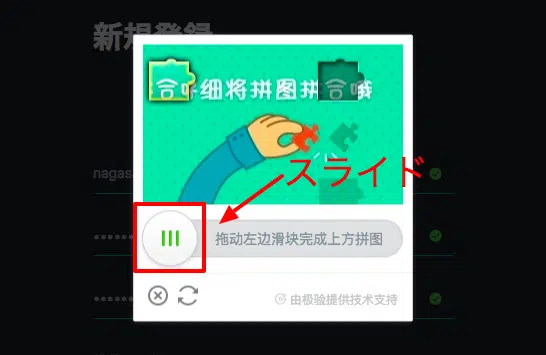 新規登録
合 细将拼图拼合哦
nagas
スライド
拖动左边滑块完成上方拼图
由极验提供技术支持